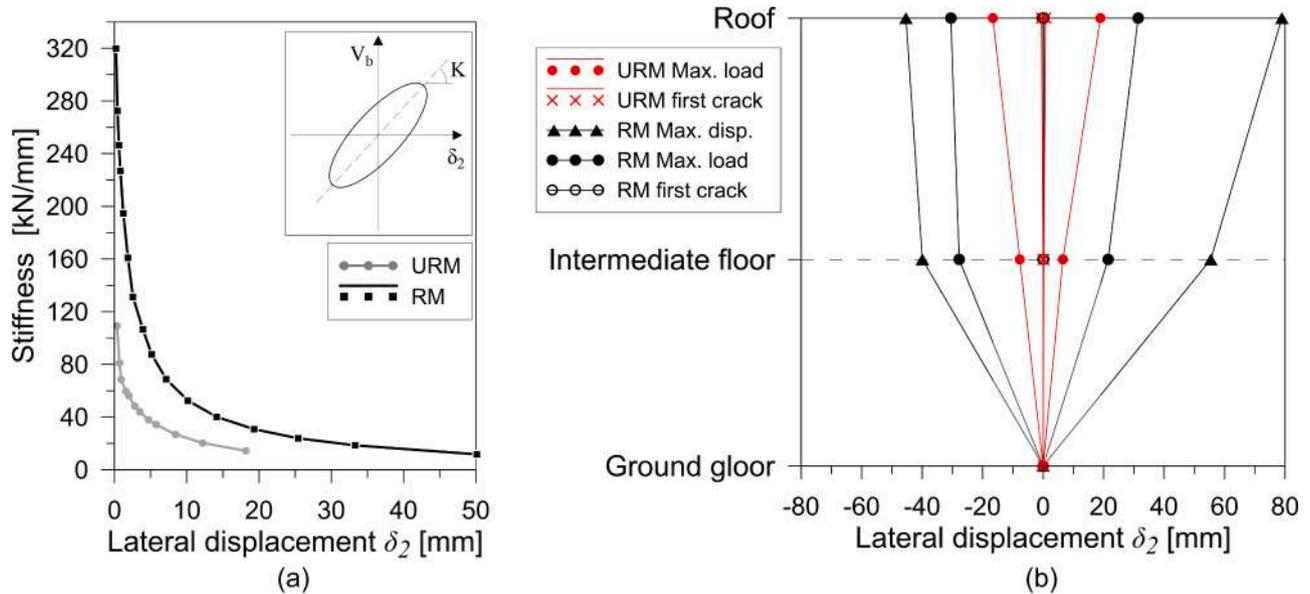 Stiffness [kN/mm]
320
280
240
200
160
120
80
40
0
V_b
K
δ_2
URM
RM
0 10 20 30 40 50
Lateral displacement δ_2 [mm]
(a)
URM Max. load
URM first crack
RM Max. disp.
RM Max. load
RM first crack
Roof
Intermediate floor
Ground gloor
-80 -60 -40 -20 0 20 40 60 80
Lateral displacement δ_2 [mm]
(b)